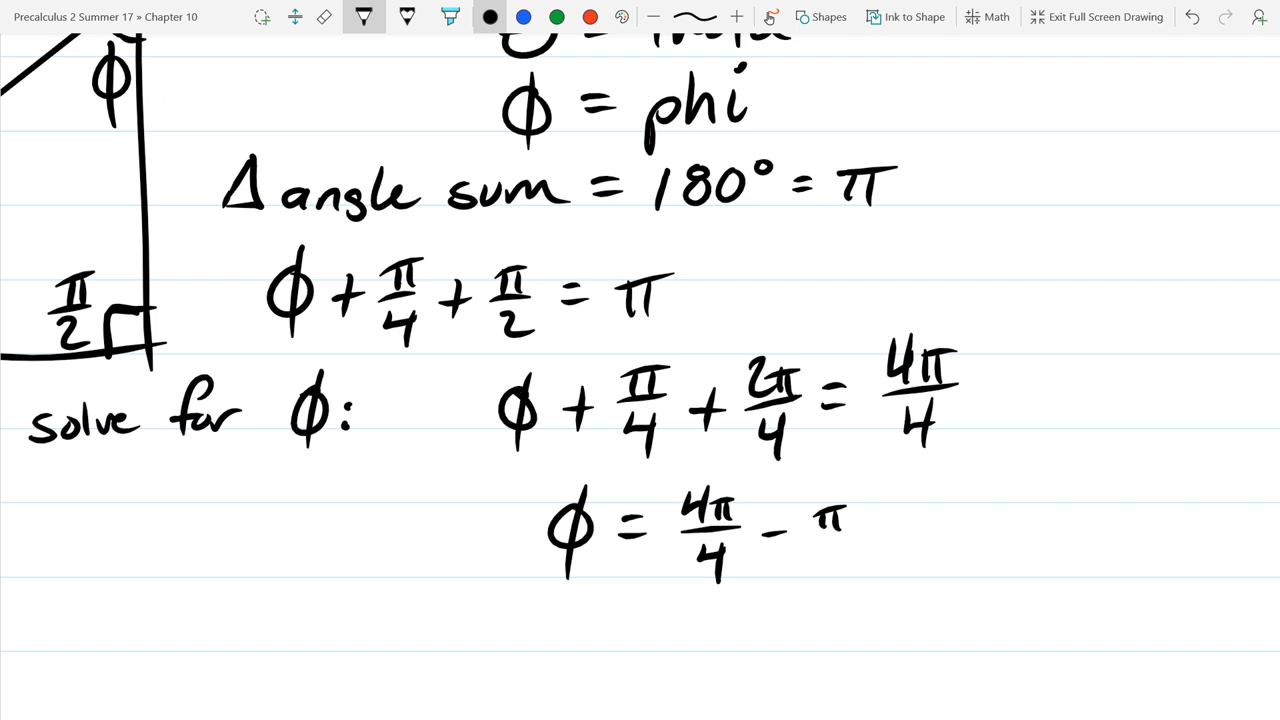 Precalculus 2 Summer 17 » Chapter 10
Shapes
Ink to Shape
Math
Exit Full Screen Drawing
ϕ
ϕ = phi
Δ angle sum = 180° = π
ϕ + π/4 + π/2 = π
π/2
solve for ϕ: ϕ + π/4 + 2π/4 = 4π/4
ϕ = 4π/4 - π